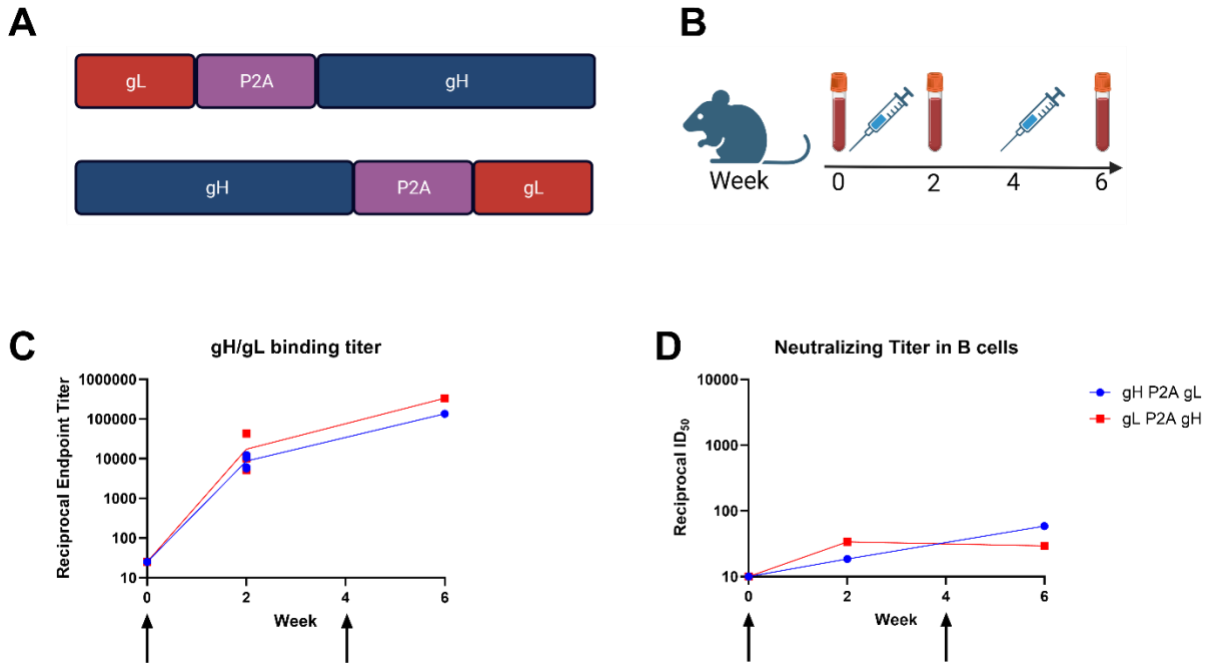 A
gL P2A gH
gH P2A gL
B
Week 0 2 4 6
C
gH/gL binding titer
Reciprocal Endpoint Titer
1000000
100000
10000
1000
100
10
0 2 4 6
Week
D
Neutralizing Titer in B cells
Reciprocal ID50
10000
1000
100
10
0 2 4 6
Week
gH P2A gL
gL P2A gH